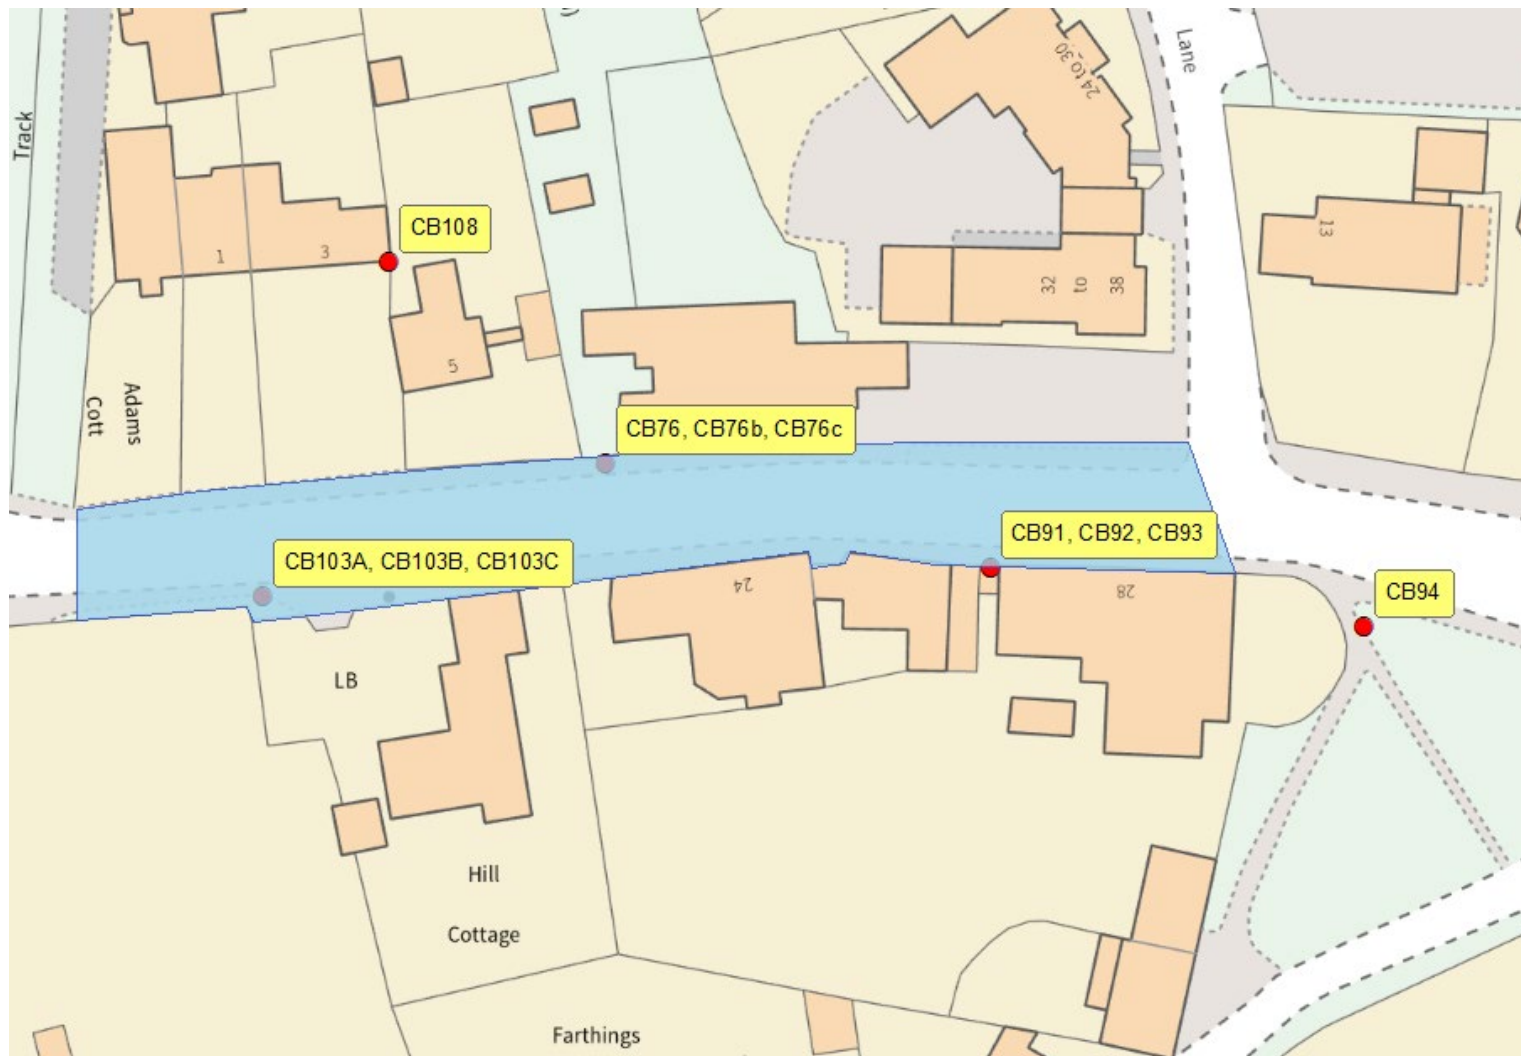 Lane
24 to 30
Track
CB108
13
1
3
32
to
38
5
Adams
Cott
CB76, CB76b, CB76c
CB91, CB92, CB93
CB103A, CB103B, CB103C
24
28
CB94
LB
Hill
Cottage
Farthings